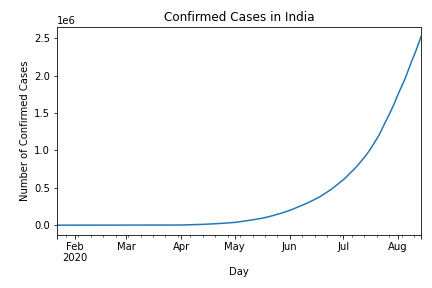 Confirmed Cases in India
1e6
2.5
2.0
1.5
1.0
0.5
0.0
Number of Confirmed Cases
Feb Mar Apr May Jun Jul Aug
2020
Day